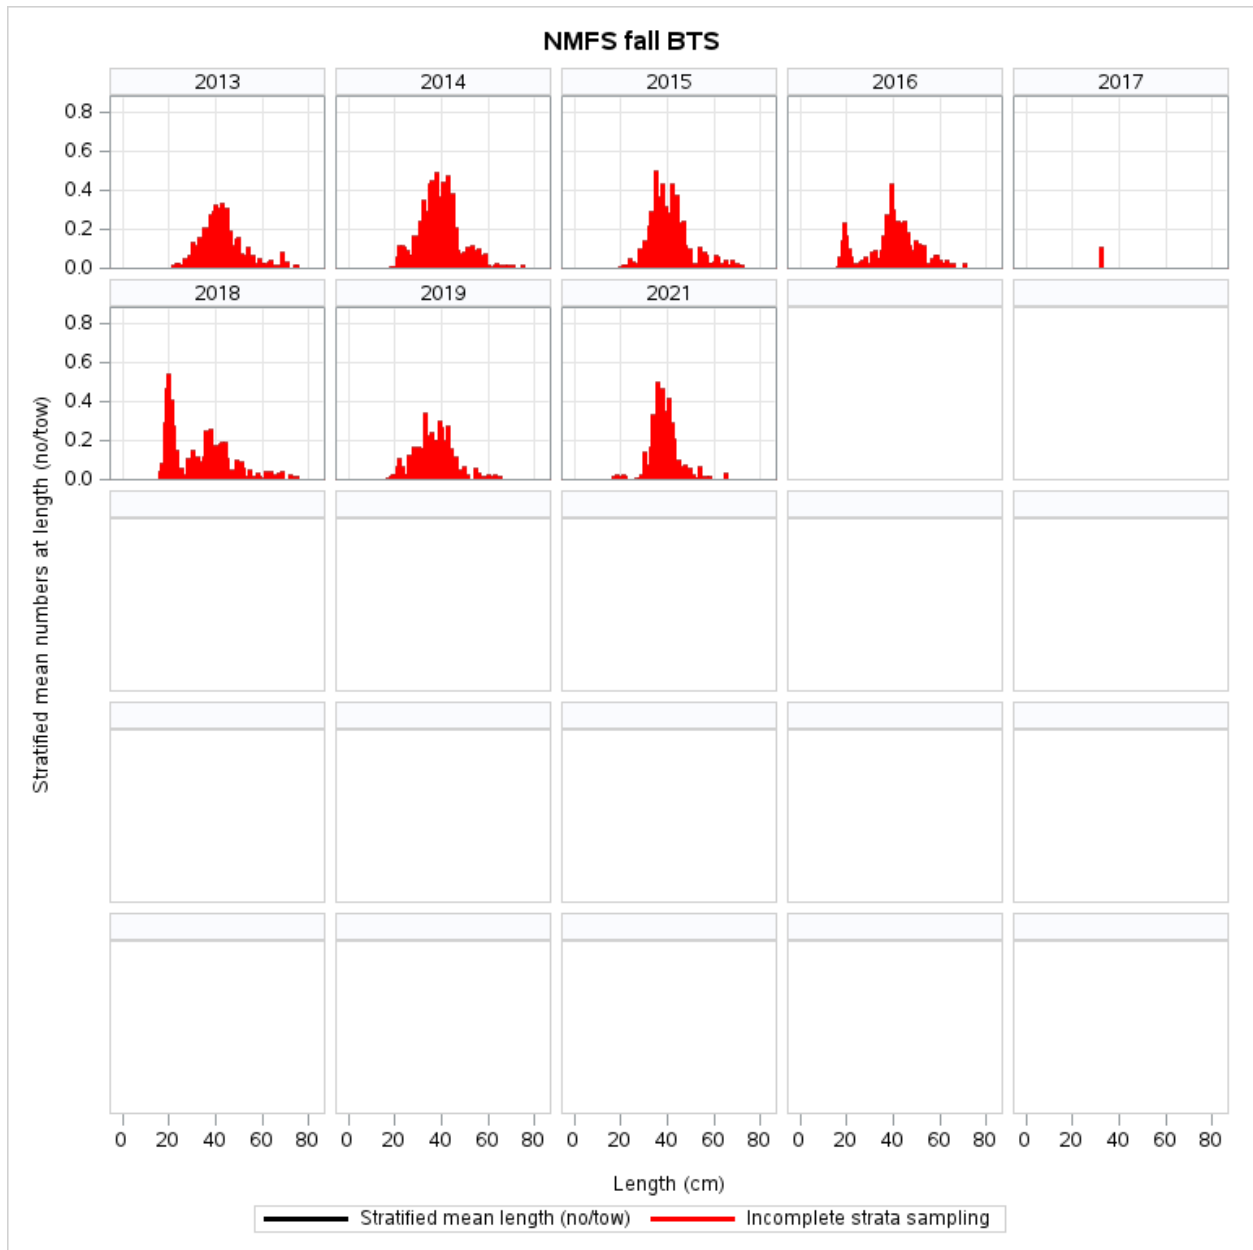 NMFS fall BTS
2013 2014 2015 2016 2017
0.8
0.6
0.4
0.2
0.0
2018 2019 2021
0.8
0.6
0.4
0.2
0.0
Stratified mean numbers at length (no/tow)
0 20 40 60 80 0 20 40 60 80 0 20 40 60 80 0 20 40 60 80 0 20 40 60 80
Length (cm)
Stratified mean length (no/tow) Incomplete strata sampling